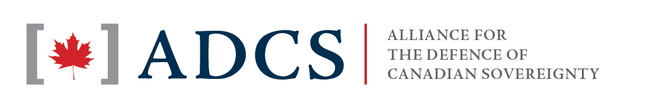 ADCS
ALLIANCE FOR
THE DEFENCE OF
CANADIAN SOVEREIGNTY